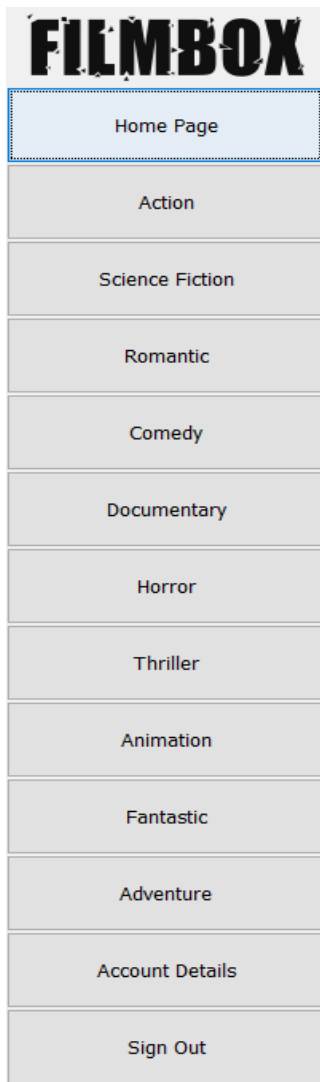 FILMBOX
Home Page
Action
Science Fiction
Romantic
Comedy
Documentary
Horror
Thriller
Animation
Fantastic
Adventure
Account Details
Sign Out